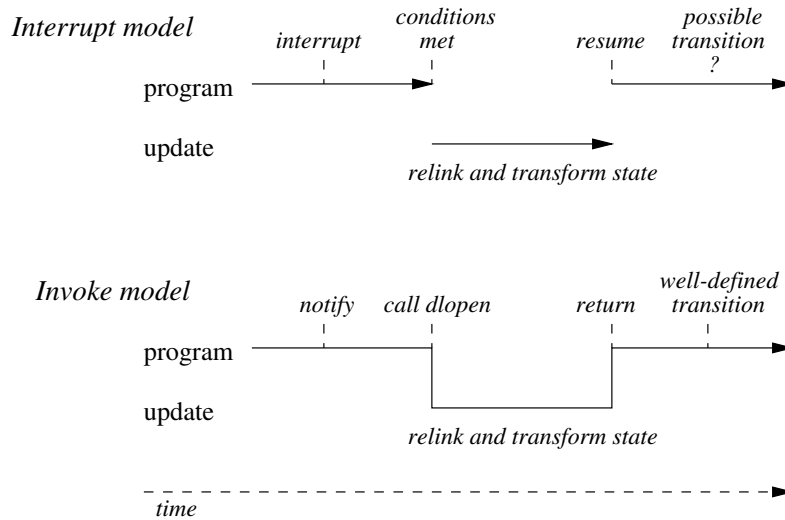 Interrupt model
interrupt
conditions
met
resume
possible
transition
?
program
update
relink and transform state
Invoke model
notify
call dlopen
return
well-defined
transition
program
update
relink and transform state
time